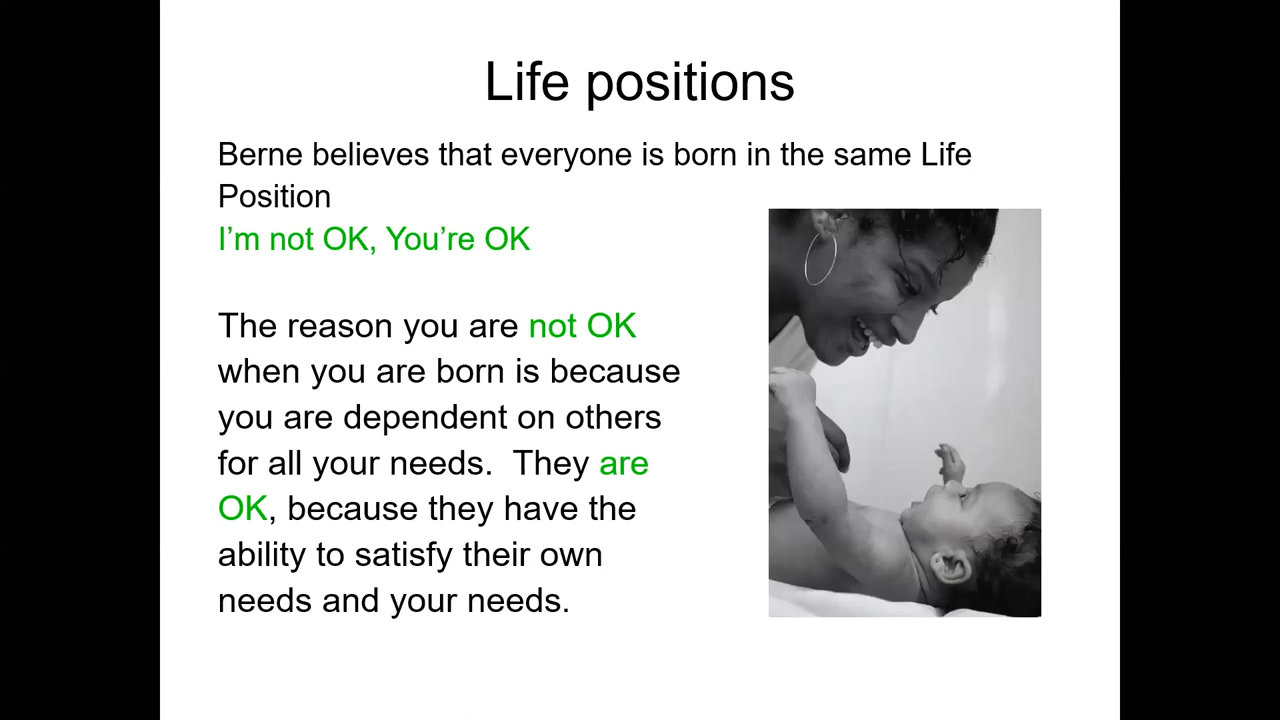 Life positions
Berne believes that everyone is born in the same Life
Position
I’m not OK, You’re OK
The reason you are not OK
when you are born is because
you are dependent on others
for all your needs.  They are
OK, because they have the
ability to satisfy their own
needs and your needs.